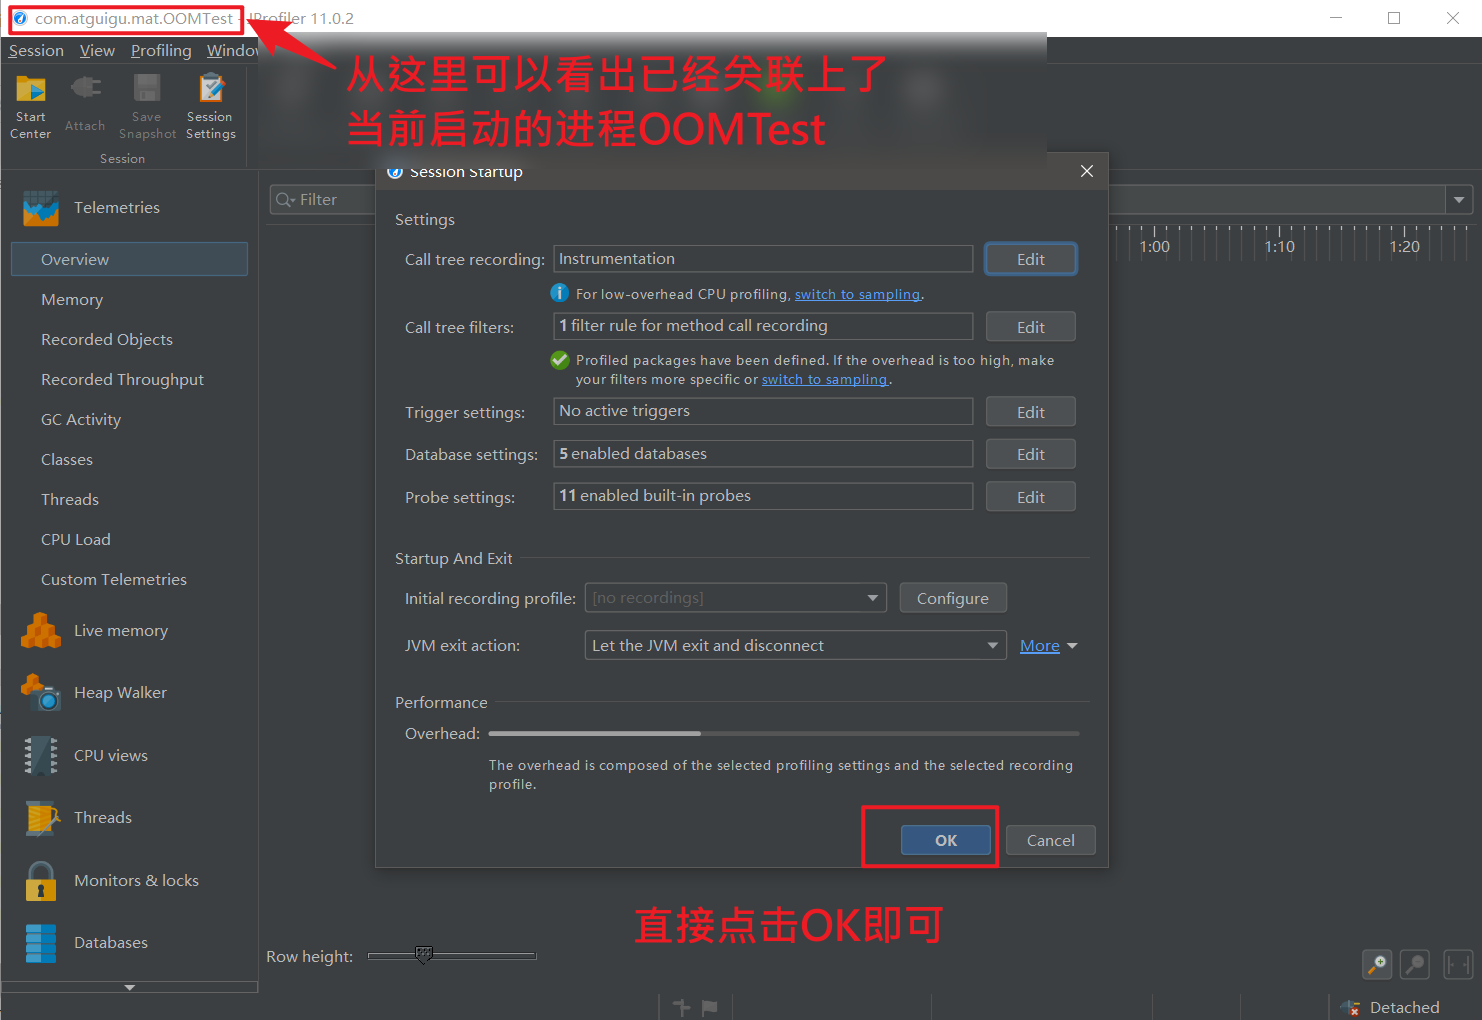 com.atguigu.mat.OOMTest - JProfiler 11.0.2
Session View Profiling Window
从这里可以看出已经关联上了
当前启动的进程OOMTest
Start Center
Attach
Save Snapshot
Session Settings
Session
Session Startup
Telemetries
Overview
Memory
Recorded Objects
Recorded Throughput
GC Activity
Classes
Threads
CPU Load
Custom Telemetries
Live memory
Heap Walker
CPU views
Threads
Monitors & locks
Databases
Filter
1:00 1:10 1:20
Settings
Call tree recording: Instrumentation Edit
For low-overhead CPU profiling, switch to sampling.
Call tree filters: 1 filter rule for method call recording Edit
Profiled packages have been defined. If the overhead is too high, make
your filters more specific or switch to sampling.
Trigger settings: No active triggers Edit
Database settings: 5 enabled databases Edit
Probe settings: 11 enabled built-in probes Edit
Startup And Exit
Initial recording profile: [no recordings] Configure
JVM exit action: Let the JVM exit and disconnect More
Performance
Overhead:
The overhead is composed of the selected profiling settings and the selected recording
profile.
OK Cancel
直接点击OK即可
Row height:
Detached